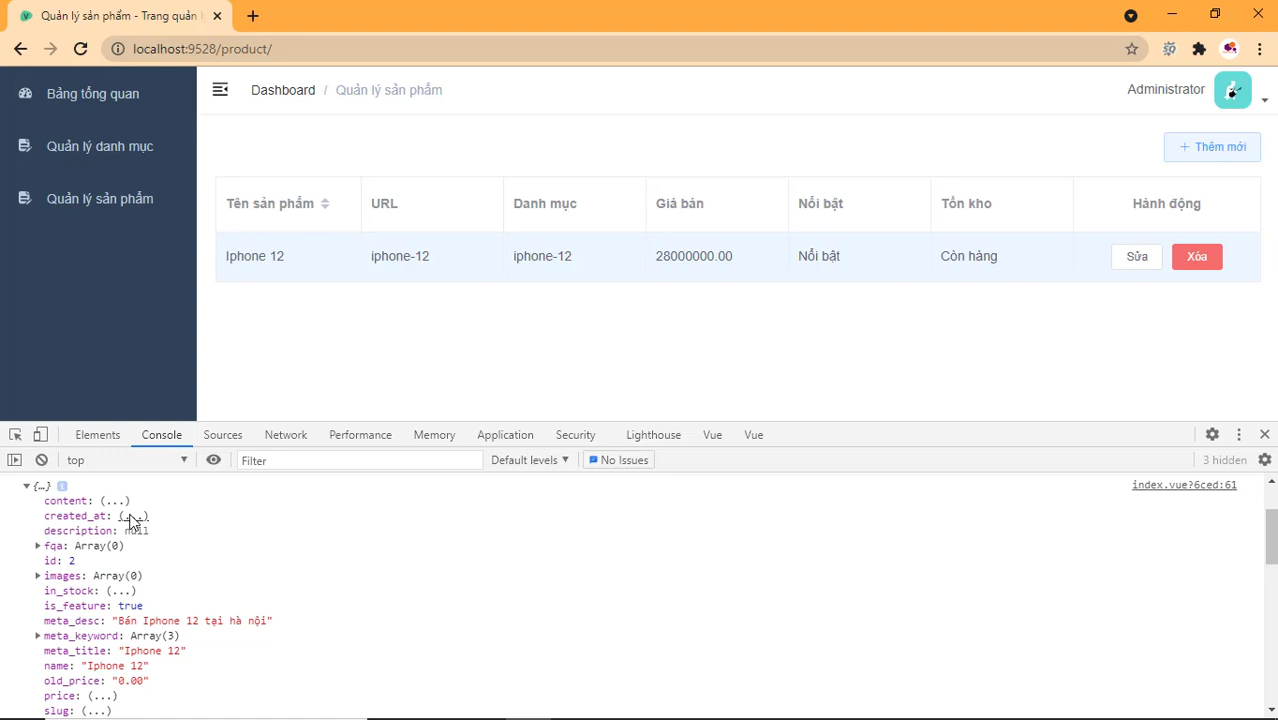 Quản lý sản phẩm - Trang quản lý
localhost:9528/product/
Bảng tổng quan
Quản lý danh mục
Quản lý sản phẩm
Dashboard / Quản lý sản phẩm
Administrator
+ Thêm mới
Tên sản phẩm URL Danh mục Giá bán Nổi bật Tồn kho Hành động
Iphone 12 iphone-12 iphone-12 28000000.00 Nổi bật Còn hàng Sửa Xóa
Elements Console Sources Network Performance Memory Application Security Lighthouse Vue Vue
top Filter Default levels No Issues 3 hidden
{…} index.vue?6ced:61
content: (...)
created_at: (...)
description: null
fqa: Array(0)
id: 2
images: Array(0)
in_stock: (...)
is_feature: true
meta_desc: "Bán Iphone 12 tại hà nội"
meta_keyword: Array(3)
meta_title: "Iphone 12"
name: "Iphone 12"
old_price: "0.00"
price: (...)
slug: (...)